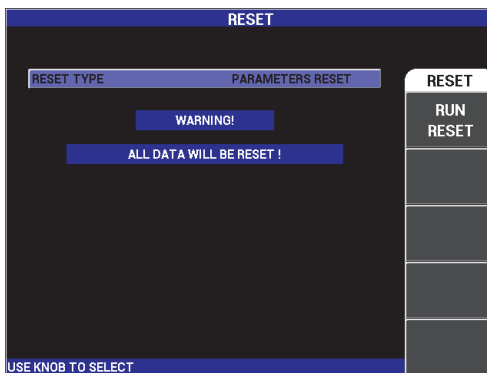 RESET
RESET TYPE PARAMETERS RESET
RESET
WARNING!
RUN
RESET
ALL DATA WILL BE RESET !
USE KNOB TO SELECT